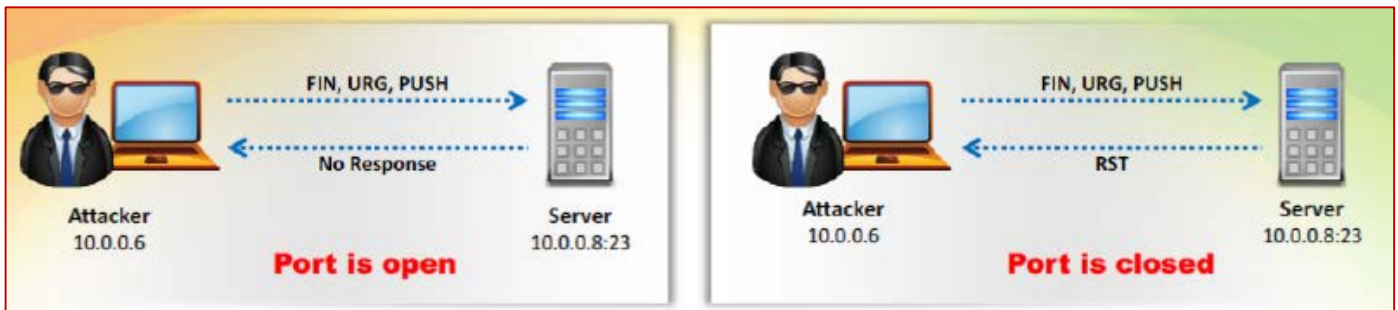 FIN, URG, PUSH
No Response
Attacker
10.0.0.6
Server
10.0.0.8:23
Port is open
FIN, URG, PUSH
RST
Attacker
10.0.0.6
Server
10.0.0.8:23
Port is closed